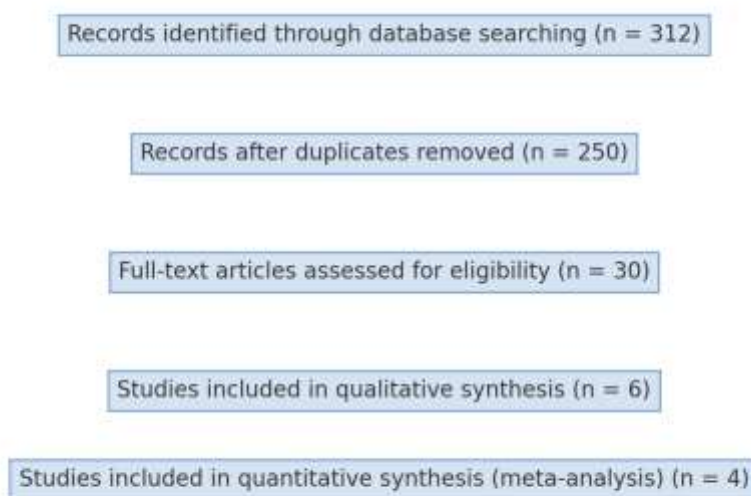 Records identified through database searching (n = 312)
Records after duplicates removed (n = 250)
Full-text articles assessed for eligibility (n = 30)
Studies included in qualitative synthesis (n = 6)
Studies included in quantitative synthesis (meta-analysis) (n = 4)